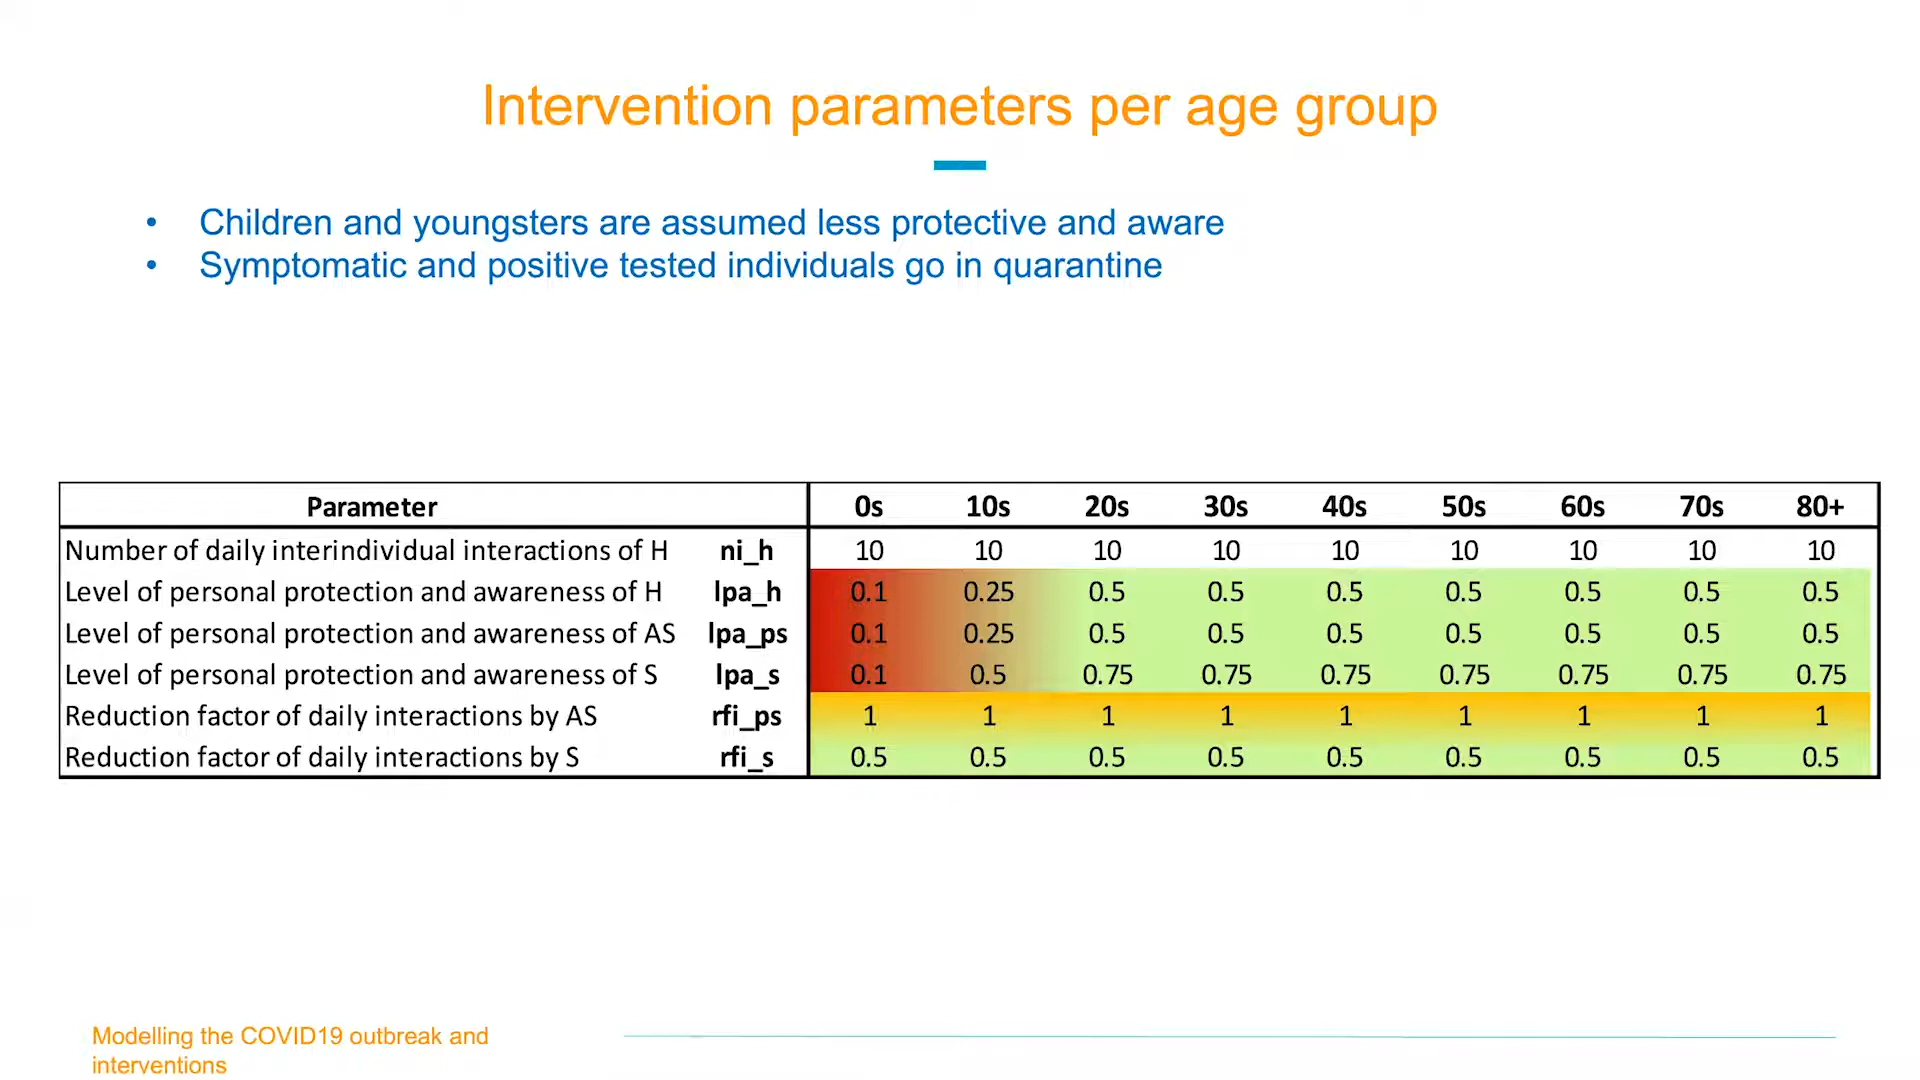 Intervention parameters per age group
• Children and youngsters are assumed less protective and aware
• Symptomatic and positive tested individuals go in quarantine
Parameter 0s 10s 20s 30s 40s 50s 60s 70s 80+
Number of daily interindividual interactions of H ni_h 10 10 10 10 10 10 10 10 10
Level of personal protection and awareness of H lpa_h 0.1 0.25 0.5 0.5 0.5 0.5 0.5 0.5 0.5
Level of personal protection and awareness of AS lpa_ps 0.1 0.25 0.5 0.5 0.5 0.5 0.5 0.5 0.5
Level of personal protection and awareness of S lpa_s 0.1 0.5 0.75 0.75 0.75 0.75 0.75 0.75 0.75
Reduction factor of daily interactions by AS rfi_ps 1 1 1 1 1 1 1 1 1
Reduction factor of daily interactions by S rfi_s 0.5 0.5 0.5 0.5 0.5 0.5 0.5 0.5 0.5
Modelling the COVID19 outbreak and
interventions